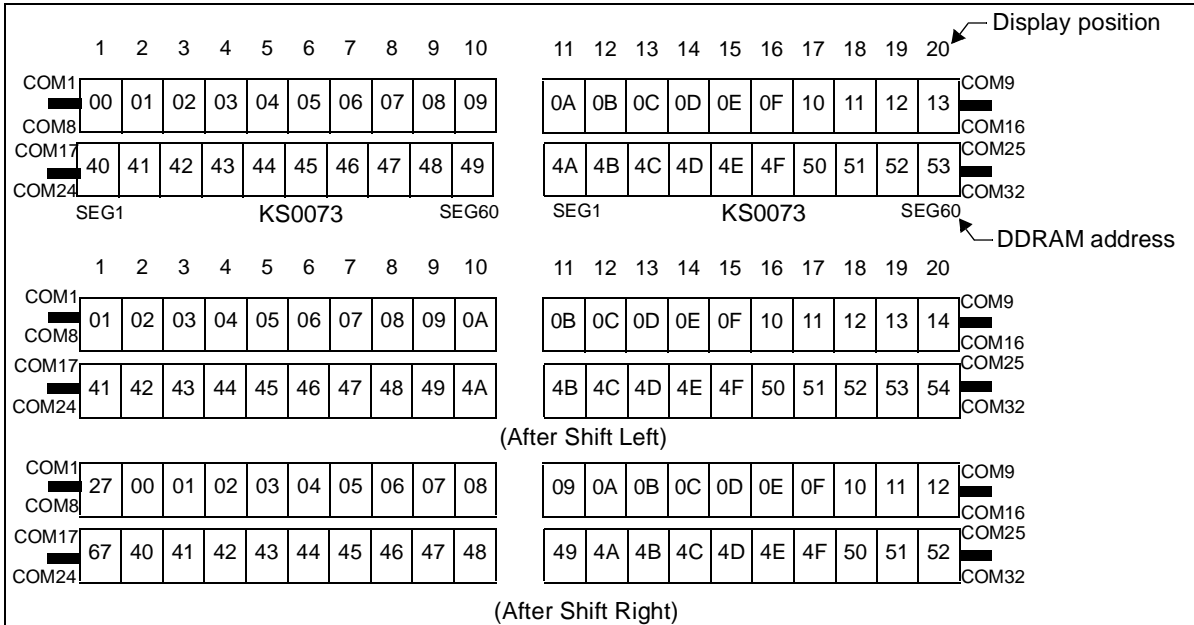 Display position
1 2 3 4 5 6 7 8 9 10 11 12 13 14 15 16 17 18 19 20
COM1 COM9
00 01 02 03 04 05 06 07 08 09 0A 0B 0C 0D 0E 0F 10 11 12 13
COM8 COM16
COM17 COM25
40 41 42 43 44 45 46 47 48 49 4A 4B 4C 4D 4E 4F 50 51 52 53
COM24 COM32
SEG1 KS0073 SEG60 SEG1 KS0073 SEG60
DDRAM address
1 2 3 4 5 6 7 8 9 10 11 12 13 14 15 16 17 18 19 20
COM1 COM9
01 02 03 04 05 06 07 08 09 0A 0B 0C 0D 0E 0F 10 11 12 13 14
COM8 COM16
COM17 COM25
41 42 43 44 45 46 47 48 49 4A 4B 4C 4D 4E 4F 50 51 52 53 54
COM24 COM32
(After Shift Left)
COM1 COM9
27 00 01 02 03 04 05 06 07 08 09 0A 0B 0C 0D 0E 0F 10 11 12
COM8 COM16
COM17 COM25
67 40 41 42 43 44 45 46 47 48 49 4A 4B 4C 4D 4E 4F 50 51 52
COM24 COM32
(After Shift Right)